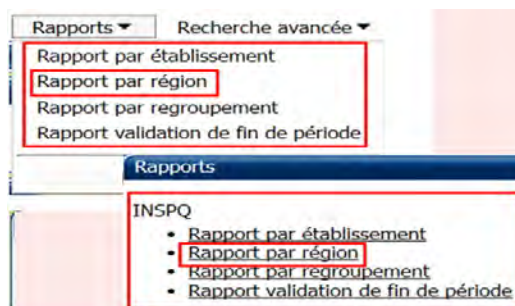 Rapports▼ Recherche avancée▼
Rapport par établissement
Rapport par région
Rapport par regroupement
Rapport validation de fin de période
Rapports
INSPQ
• Rapport par établissement
• Rapport par région
• Rapport par regroupement
• Rapport validation de fin de période